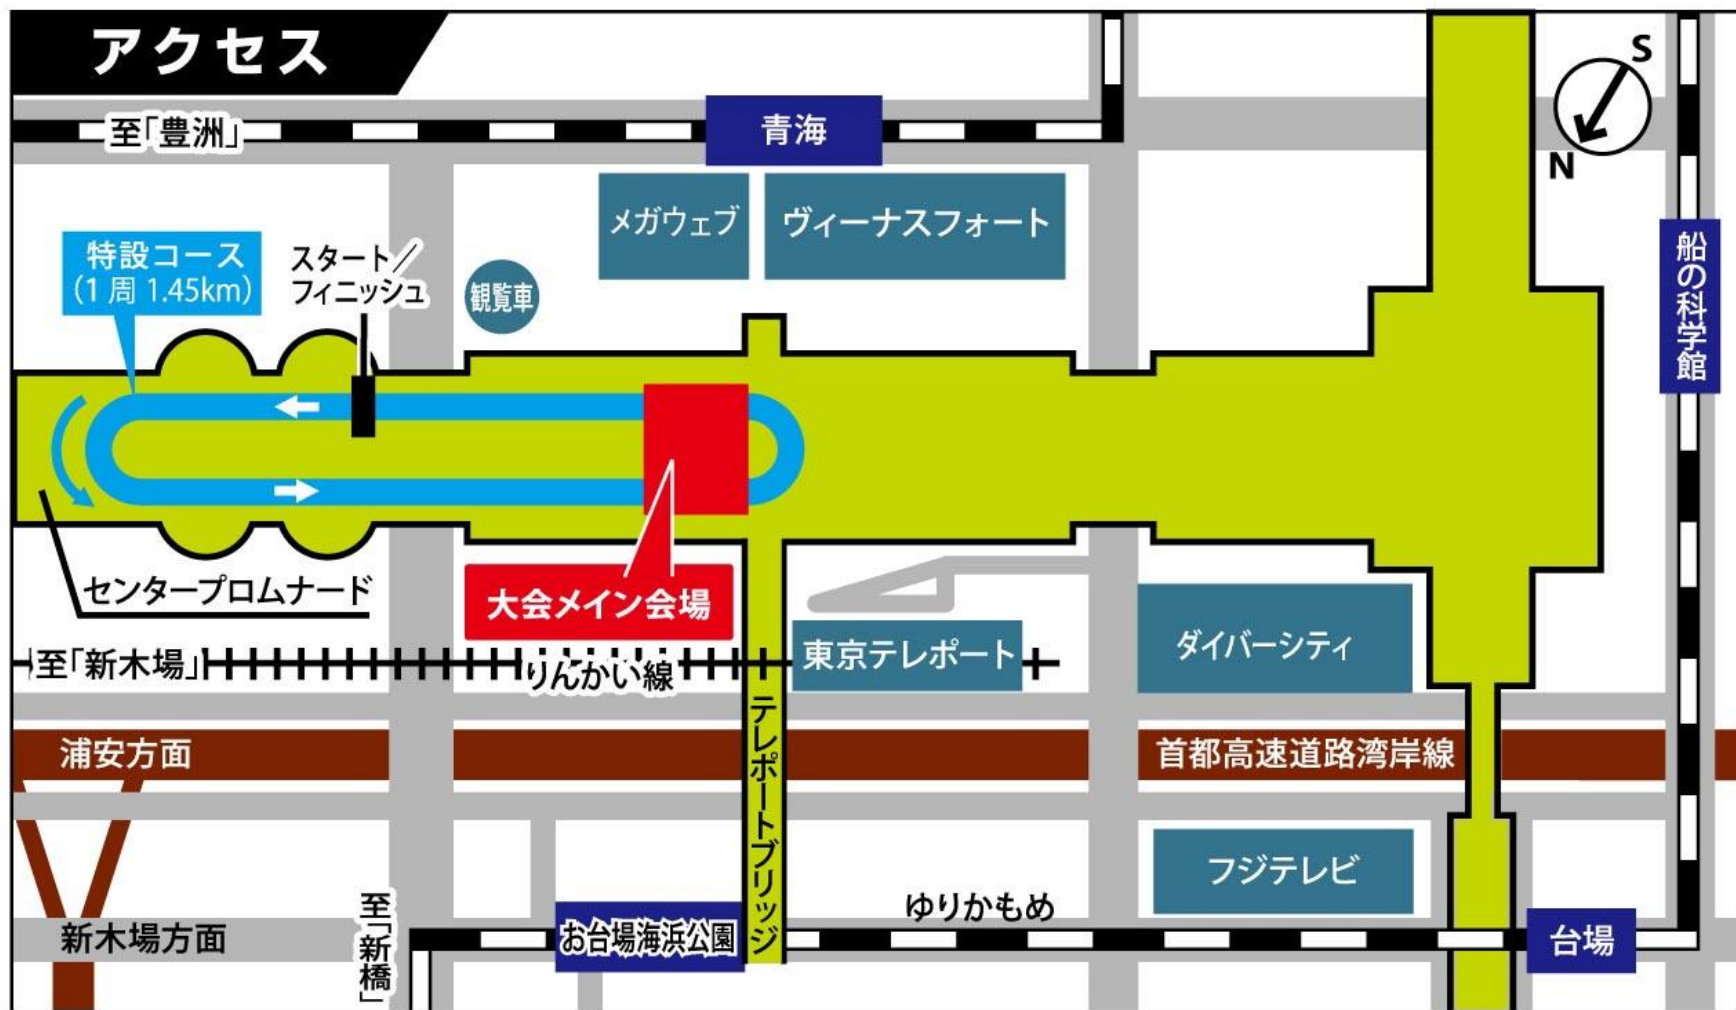 アクセス
S
N
至「豊洲」
青海
メガウェブ
ヴィーナスフォート
特設コース
(1周 1.45km)
スタート／
フィニッシュ
観覧車
船の科学館
センタープロムナード
大会メイン会場
至「新木場」
りんかい線
東京テレポート
ダイバーシティ
テレポートブリッジ
浦安方面
首都高速道路湾岸線
フジテレビ
新木場方面
至「新橋」
お台場海浜公園
ゆりかもめ
台場